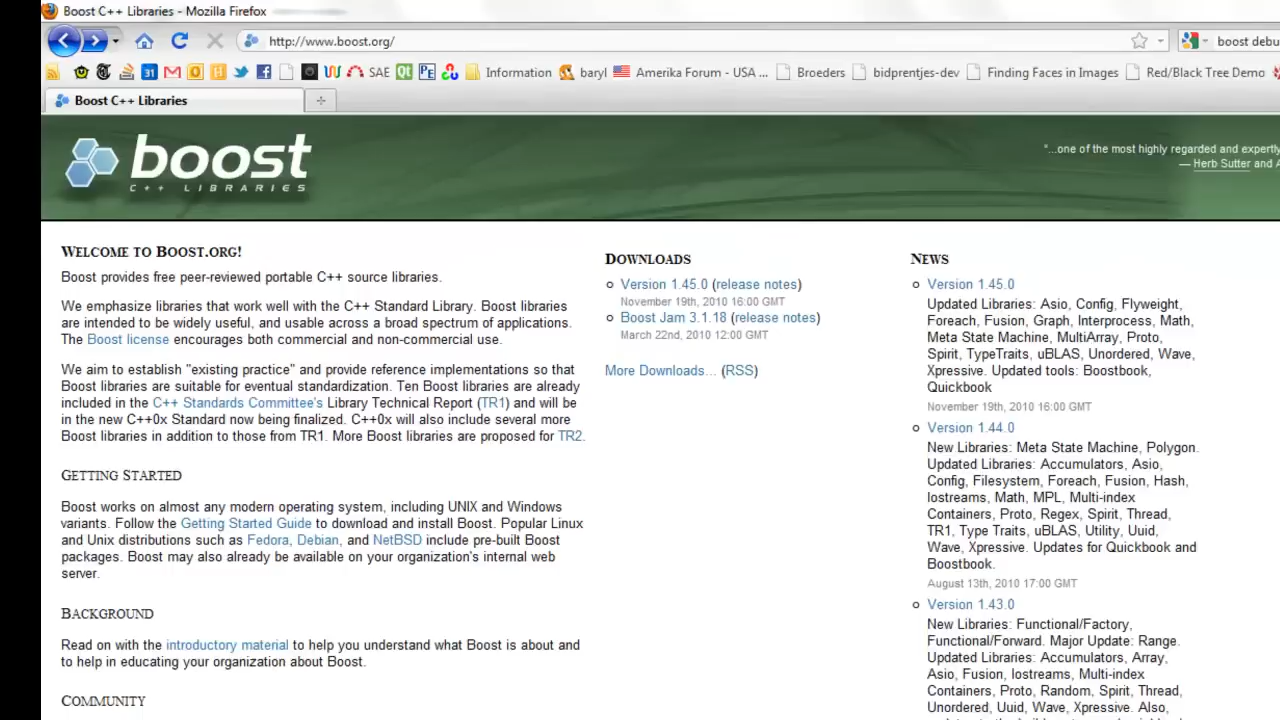 Boost C++ Libraries - Mozilla Firefox
http://www.boost.org/
boost debu
31
SAE
Qt
PE
Information
baryl
Amerika Forum - USA ...
Broeders
bidprentjes-dev
Finding Faces in Images
Red/Black Tree Demo
Boost C++ Libraries
boost
C++ LIBRARIES
"...one of the most highly regarded and expertly
— Herb Sutter and A
WELCOME TO BOOST.ORG!
Boost provides free peer-reviewed portable C++ source libraries.
We emphasize libraries that work well with the C++ Standard Library. Boost libraries
are intended to be widely useful, and usable across a broad spectrum of applications.
The Boost license encourages both commercial and non-commercial use.
We aim to establish "existing practice" and provide reference implementations so that
Boost libraries are suitable for eventual standardization. Ten Boost libraries are already
included in the C++ Standards Committee's Library Technical Report (TR1) and will be
in the new C++0x Standard now being finalized. C++0x will also include several more
Boost libraries in addition to those from TR1. More Boost libraries are proposed for TR2.
GETTING STARTED
Boost works on almost any modern operating system, including UNIX and Windows
variants. Follow the Getting Started Guide to download and install Boost. Popular Linux
and Unix distributions such as Fedora, Debian, and NetBSD include pre-built Boost
packages. Boost may also already be available on your organization's internal web
server.
BACKGROUND
Read on with the introductory material to help you understand what Boost is about and
to help in educating your organization about Boost.
COMMUNITY
DOWNLOADS
Version 1.45.0 (release notes)
November 19th, 2010 16:00 GMT
Boost Jam 3.1.18 (release notes)
March 22nd, 2010 12:00 GMT
More Downloads... (RSS)
NEWS
Version 1.45.0
Updated Libraries: Asio, Config, Flyweight,
Foreach, Fusion, Graph, Interprocess, Math,
Meta State Machine, MultiArray, Proto,
Spirit, TypeTraits, uBLAS, Unordered, Wave,
Xpressive. Updated tools: Boostbook,
Quickbook
November 19th, 2010 16:00 GMT
Version 1.44.0
New Libraries: Meta State Machine, Polygon.
Updated Libraries: Accumulators, Asio,
Config, Filesystem, Foreach, Fusion, Hash,
Iostreams, Math, MPL, Multi-index
Containers, Proto, Regex, Spirit, Thread,
TR1, Type Traits, uBLAS, Utility, Uuid,
Wave, Xpressive. Updates for Quickbook and
Boostbook.
August 13th, 2010 17:00 GMT
Version 1.43.0
New Libraries: Functional/Factory,
Functional/Forward. Major Update: Range.
Updated Libraries: Accumulators, Array,
Asio, Fusion, Iostreams, Multi-index
Containers, Proto, Random, Spirit, Thread,
Unordered, Uuid, Wave, Xpressive. Also,